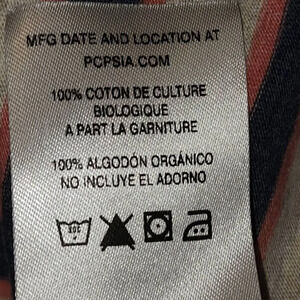 MFG DATE AND LOCATION AT
PCPSIA.COM
100% COTON DE CULTURE
BIOLOGIQUE
A PART LA GARNITURE
100% ALGODÓN ORGÁNICO
NO INCLUYE EL ADORNO